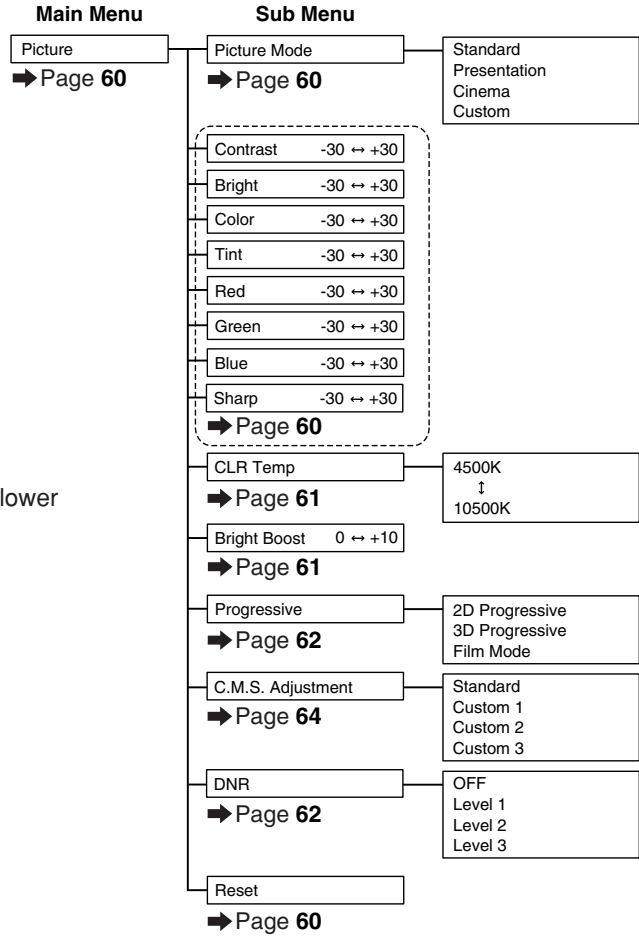 Main Menu Sub Menu
Picture
➡ Page 60
Picture Mode
➡ Page 60
Standard
Presentation
Cinema
Custom
Contrast -30 ↔ +30
Bright -30 ↔ +30
Color -30 ↔ +30
Tint -30 ↔ +30
Red -30 ↔ +30
Green -30 ↔ +30
Blue -30 ↔ +30
Sharp -30 ↔ +30
➡ Page 60
lower
CLR Temp
➡ Page 61
4500K
↕
10500K
Bright Boost 0 ↔ +10
➡ Page 61
Progressive
➡ Page 62
2D Progressive
3D Progressive
Film Mode
C.M.S. Adjustment
➡ Page 64
Standard
Custom 1
Custom 2
Custom 3
DNR
➡ Page 62
OFF
Level 1
Level 2
Level 3
Reset
➡ Page 60